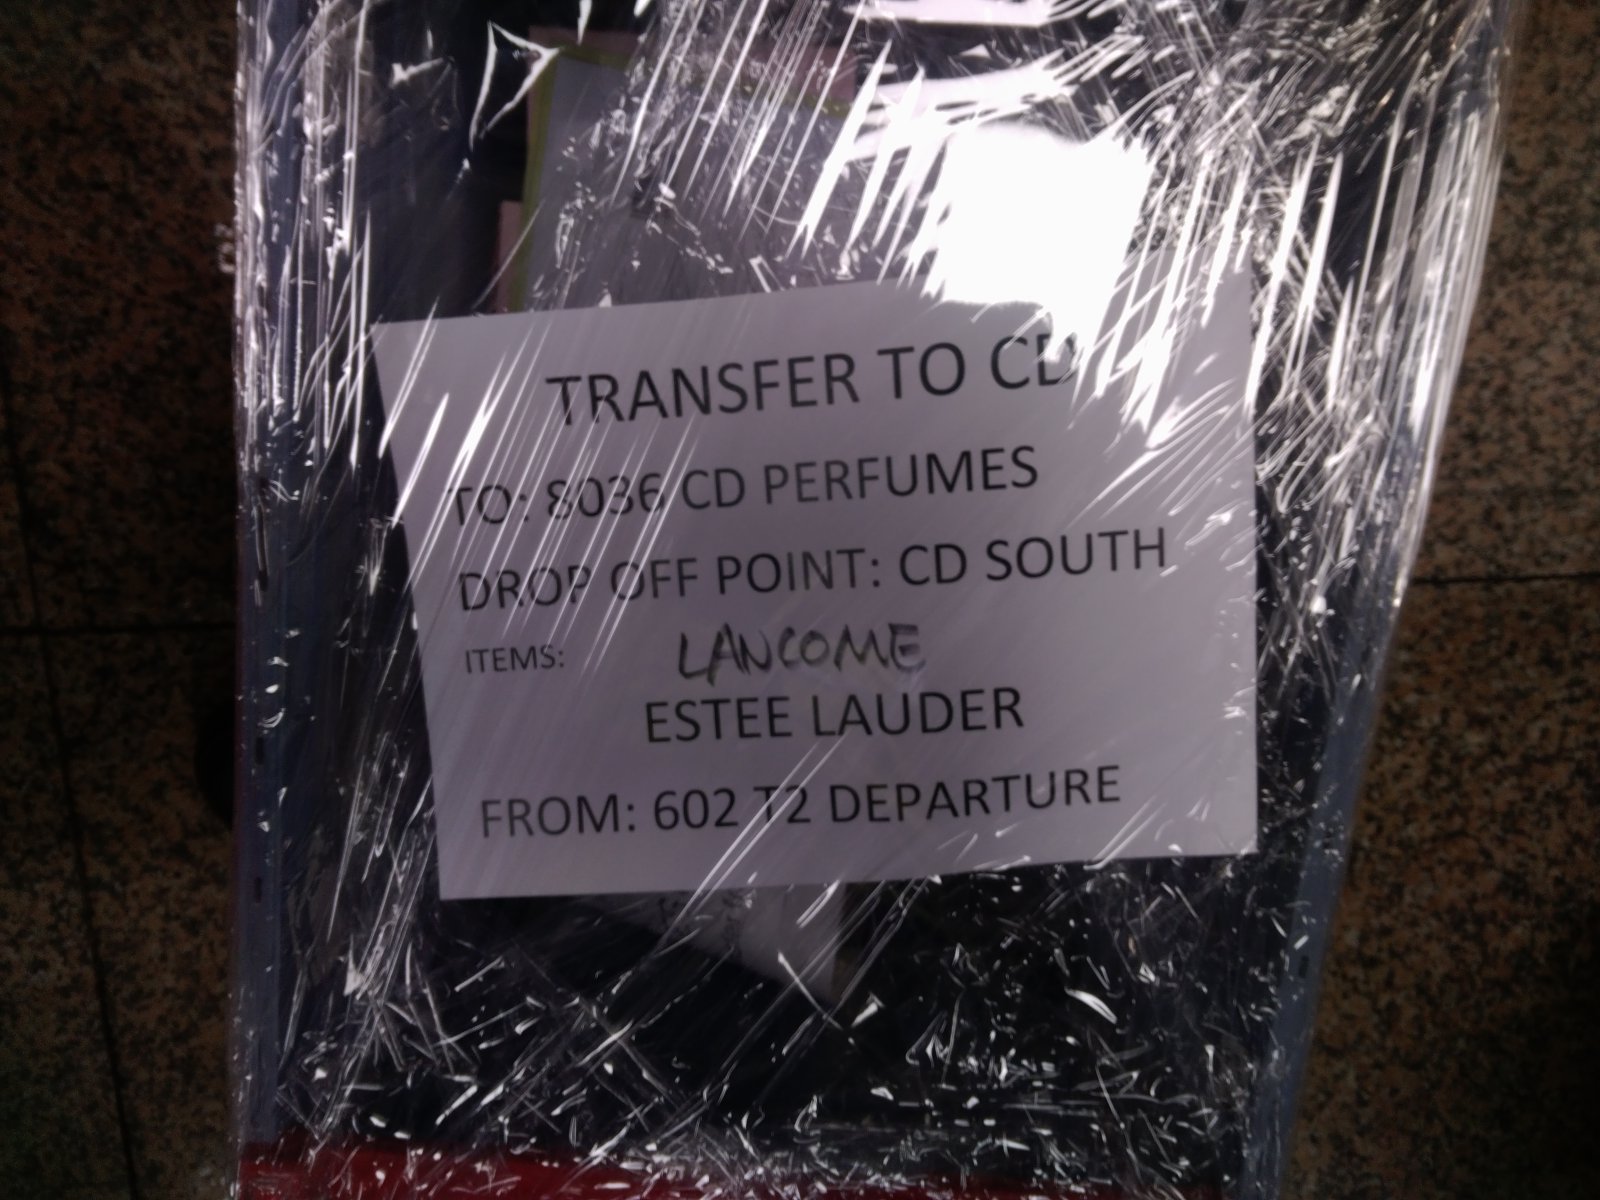 TRANSFER TO CD
TO: 8036 CD PERFUMES
DROP OFF POINT: CD SOUTH
ITEMS: LANCOME
ESTEE LAUDER
FROM: 602 T2 DEPARTURE